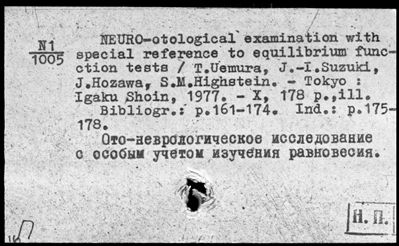 N1
1005
NEURO-otological examination with
special reference to equilibrium func-
ction tests / T.Uemura, J.-I.Suzuki,
J.Hozawa, S.M.Highstein. - Tokyo :
Igaku Shoin, 1977. - X, 178 p.,ill.
Bibliogr.: p.161-174. Ind.: p.175-
178.
Ото-неврологическое исследование
с особым учетом изучения равновесия.
Н. П.